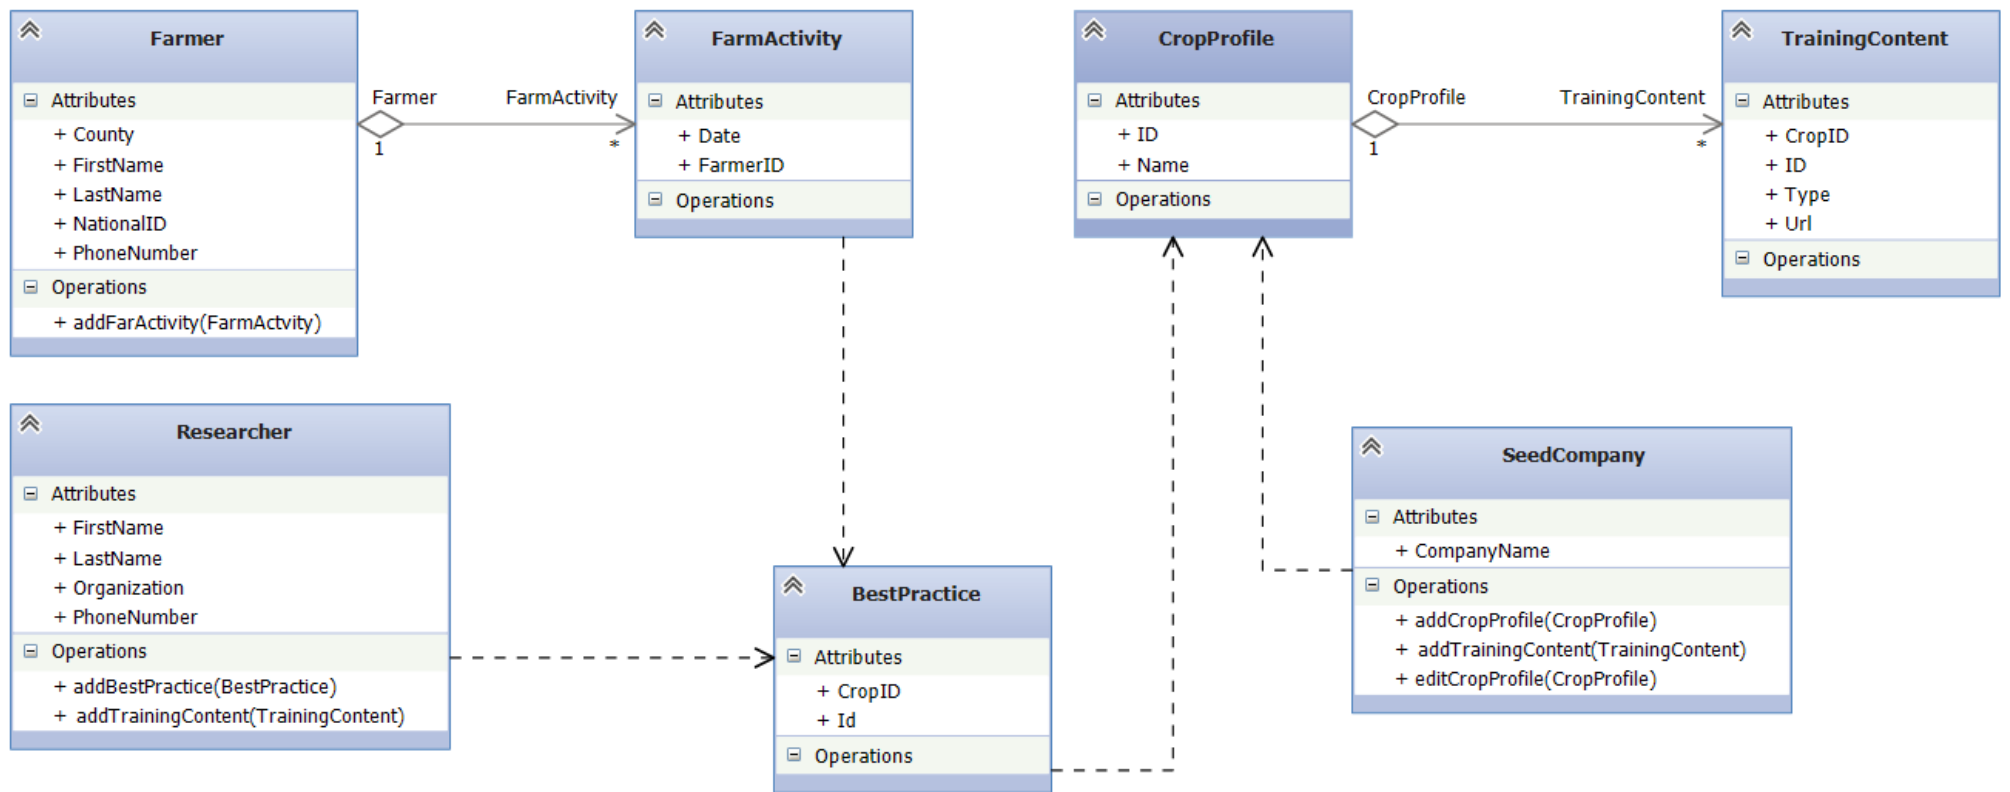 Farmer
Attributes
+ County
+ FirstName
+ LastName
+ NationalID
+ PhoneNumber
Operations
+ addFarActivity(FarmActvity)
Farmer
1
FarmActivity
*
FarmActivity
Attributes
+ Date
+ FarmerID
Operations
CropProfile
Attributes
+ ID
+ Name
Operations
CropProfile
1
TrainingContent
*
TrainingContent
Attributes
+ CropID
+ ID
+ Type
+ Url
Operations
Researcher
Attributes
+ FirstName
+ LastName
+ Organization
+ PhoneNumber
Operations
+ addBestPractice(BestPractice)
+ addTrainingContent(TrainingContent)
BestPractice
Attributes
+ CropID
+ Id
Operations
SeedCompany
Attributes
+ CompanyName
Operations
+ addCropProfile(CropProfile)
+ addTrainingContent(TrainingContent)
+ editCropProfile(CropProfile)